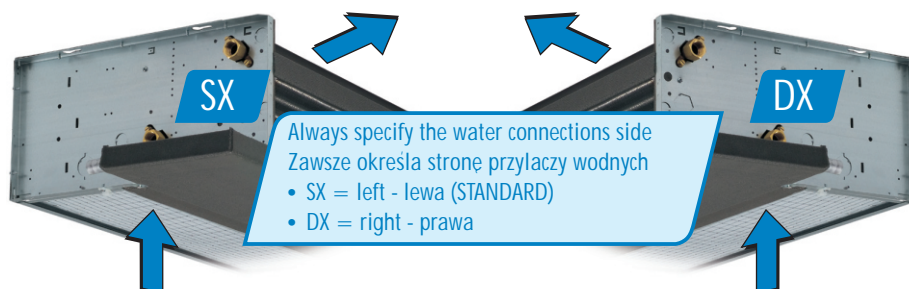 SX
DX
Always specify the water connections side
Zawsze określa stronę przylaczy wodnych
• SX = left - lewa (STANDARD)
• DX = right - prawa